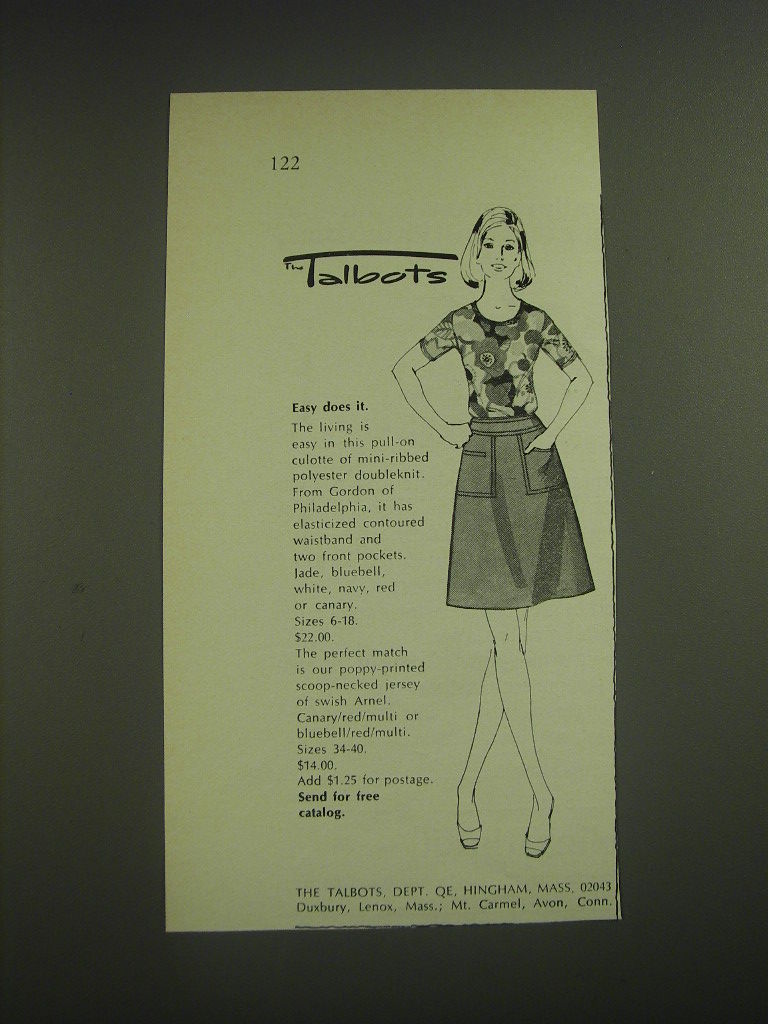 122
The Talbots
Easy does it.
The living is
easy in this pull-on
culotte of mini-ribbed
polyester doubleknit.
From Gordon of
Philadelphia, it has
elasticized contoured
waistband and
two front pockets.
Jade, bluebell,
white, navy, red
or canary.
Sizes 6-18.
$22.00.
The perfect match
is our poppy-printed
scoop-necked jersey
of swish Arnel.
Canary/red/multi or
bluebell/red/multi.
Sizes 34-40.
$14.00.
Add $1.25 for postage.
Send for free
catalog.
THE TALBOTS, DEPT. QE, HINGHAM, MASS. 02043
Duxbury, Lenox, Mass.; Mt. Carmel, Avon, Conn.